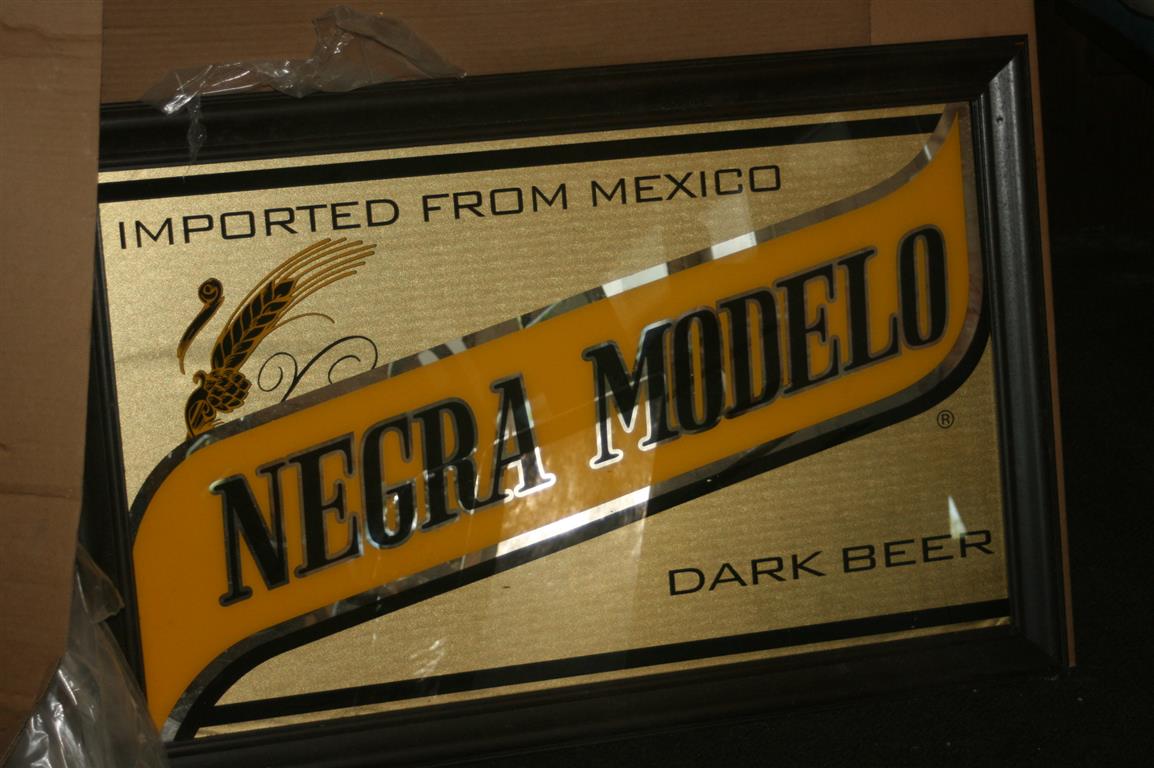 IMPORTED FROM MEXICO
NEGRA MODELO
®
DARK BEER